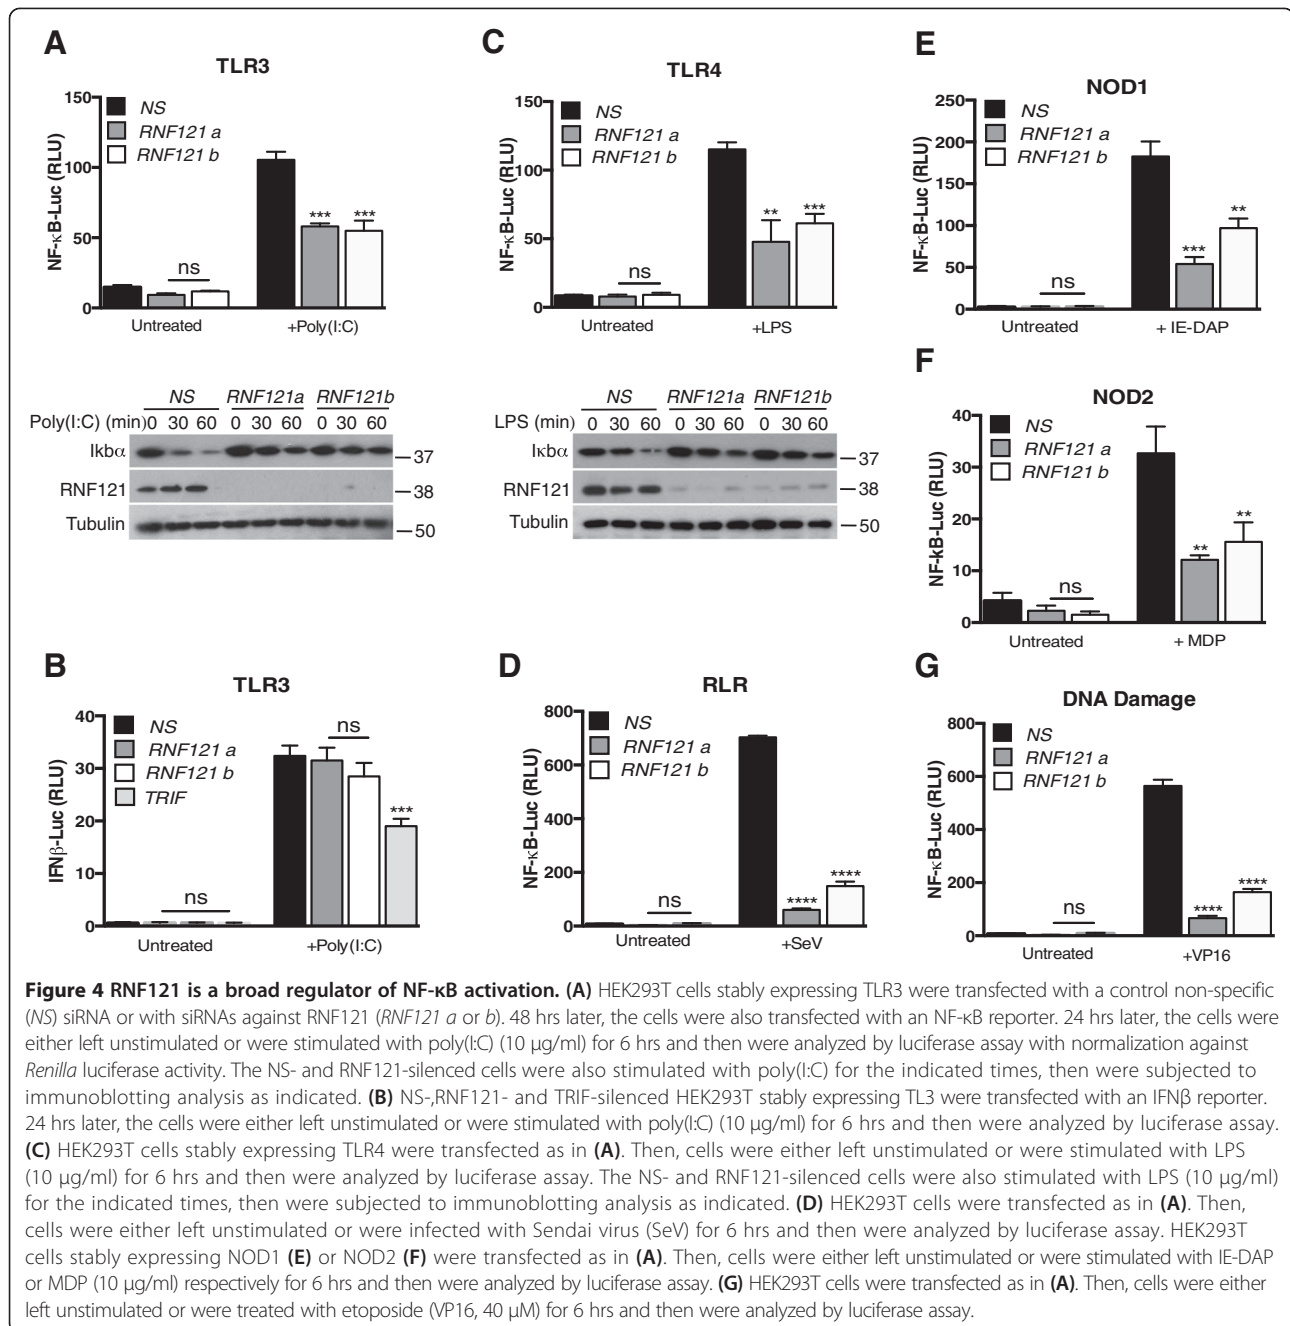 A
TLR3
NF-κB-Luc (RLU)
150
100
50
0
NS
RNF121 a
RNF121 b
ns
***
***
Untreated
+Poly(I:C)
NS RNF121a RNF121b
Poly(I:C) (min) 0 30 60 0 30 60 0 30 60
Ikbα
37
RNF121
38
Tubulin
50
B
TLR3
IFNβ-Luc (RLU)
40
30
20
10
0
NS
RNF121 a
RNF121 b
TRIF
ns
ns
***
Untreated
+Poly(I:C)
C
TLR4
NF-κB-Luc (RLU)
150
100
50
0
NS
RNF121 a
RNF121 b
ns
**
***
Untreated
+LPS
NS RNF121a RNF121b
LPS (min) 0 30 60 0 30 60 0 30 60
Iκbα
37
RNF121
38
Tubulin
50
D
RLR
NF-κB-Luc (RLU)
800
600
400
200
0
NS
RNF121 a
RNF121 b
ns
****
****
Untreated
+SeV
E
NOD1
NF-κB-Luc (RLU)
250
200
150
100
50
0
NS
RNF121 a
RNF121 b
ns
***
**
Untreated
+ IE-DAP
F
NOD2
NF-kB-Luc (RLU)
40
30
20
10
0
NS
RNF121 a
RNF121 b
ns
**
**
Untreated
+ MDP
G
DNA Damage
NF-κB-Luc (RLU)
800
600
400
200
0
NS
RNF121 a
RNF121 b
ns
****
****
Untreated
+VP16
Figure 4 RNF121 is a broad regulator of NF-κB activation. (A) HEK293T cells stably expressing TLR3 were transfected with a control non-specific
(NS) siRNA or with siRNAs against RNF121 (RNF121 a or b). 48 hrs later, the cells were also transfected with an NF-κB reporter. 24 hrs later, the cells were
either left unstimulated or were stimulated with poly(I:C) (10 μg/ml) for 6 hrs and then were analyzed by luciferase assay with normalization against
Renilla luciferase activity. The NS- and RNF121-silenced cells were also stimulated with poly(I:C) for the indicated times, then were subjected to
immunoblotting analysis as indicated. (B) NS-,RNF121- and TRIF-silenced HEK293T stably expressing TL3 were transfected with an IFNβ reporter.
24 hrs later, the cells were either left unstimulated or were stimulated with poly(I:C) (10 μg/ml) for 6 hrs and then were analyzed by luciferase assay.
(C) HEK293T cells stably expressing TLR4 were transfected as in (A). Then, cells were either left unstimulated or were stimulated with LPS
(10 μg/ml) for 6 hrs and then were analyzed by luciferase assay. The NS- and RNF121-silenced cells were also stimulated with LPS (10 μg/ml)
for the indicated times, then were subjected to immunoblotting analysis as indicated. (D) HEK293T cells were transfected as in (A). Then,
cells were either left unstimulated or were infected with Sendai virus (SeV) for 6 hrs and then were analyzed by luciferase assay. HEK293T
cells stably expressing NOD1 (E) or NOD2 (F) were transfected as in (A). Then, cells were either left unstimulated or were stimulated with IE-DAP
or MDP (10 μg/ml) respectively for 6 hrs and then were analyzed by luciferase assay. (G) HEK293T cells were transfected as in (A). Then, cells were either
left unstimulated or were treated with etoposide (VP16, 40 μM) for 6 hrs and then were analyzed by luciferase assay.